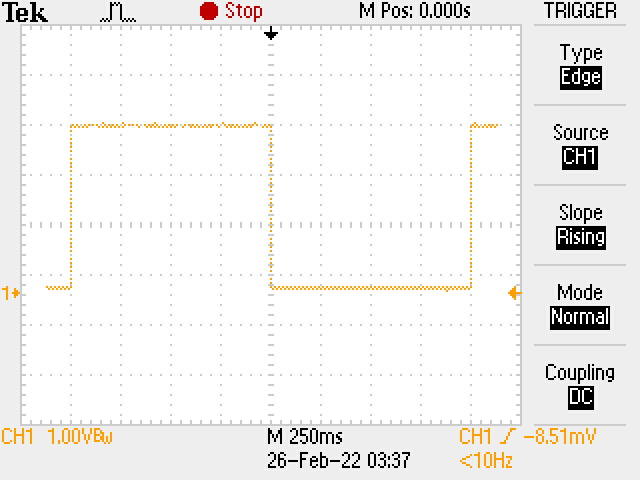 Tek Stop M Pos: 0.000s TRIGGER
Type
Edge
Source
CH1
Slope
Rising
Mode
Normal
Coupling
DC
1
CH1 1.00VBw M 250ms CH1 −8.51mV
26−Feb−22 03:37 <10Hz